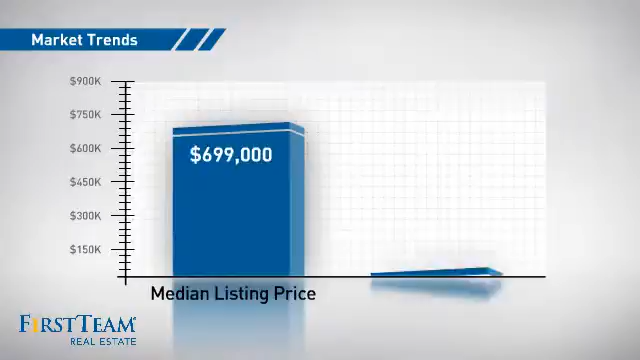 Market Trends
$900K
$750K
$600K
$450K
$300K
$150K
$699,000
Median Listing Price
FIRSTTEAM®
REAL ESTATE